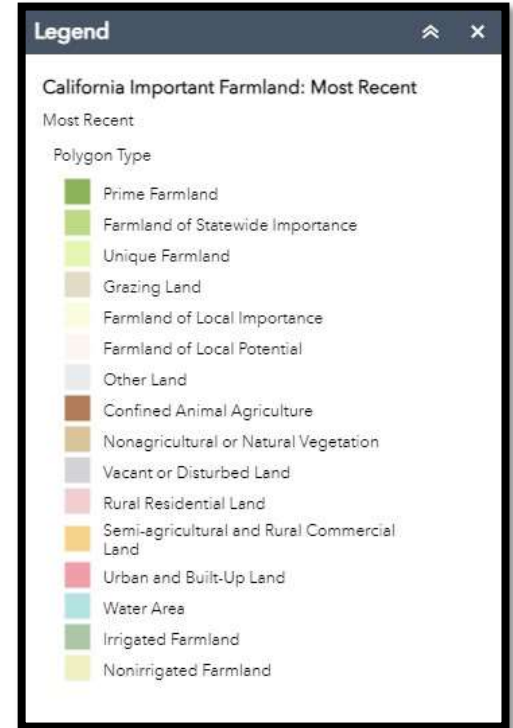 Legend
California Important Farmland: Most Recent
Most Recent
Polygon Type
Prime Farmland
Farmland of Statewide Importance
Unique Farmland
Grazing Land
Farmland of Local Importance
Farmland of Local Potential
Other Land
Confined Animal Agriculture
Nonagricultural or Natural Vegetation
Vacant or Disturbed Land
Rural Residential Land
Semi-agricultural and Rural Commercial
Land
Urban and Built-Up Land
Water Area
Irrigated Farmland
Nonirrigated Farmland